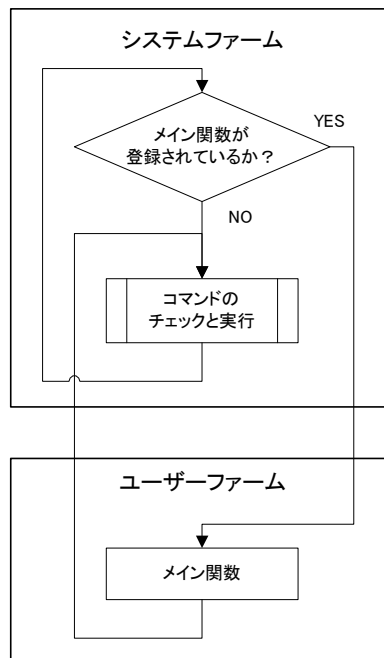 システムファーム
メイン関数が
登録されているか？
YES
NO
コマンドの
チェックと実行
ユーザーファーム
メイン関数